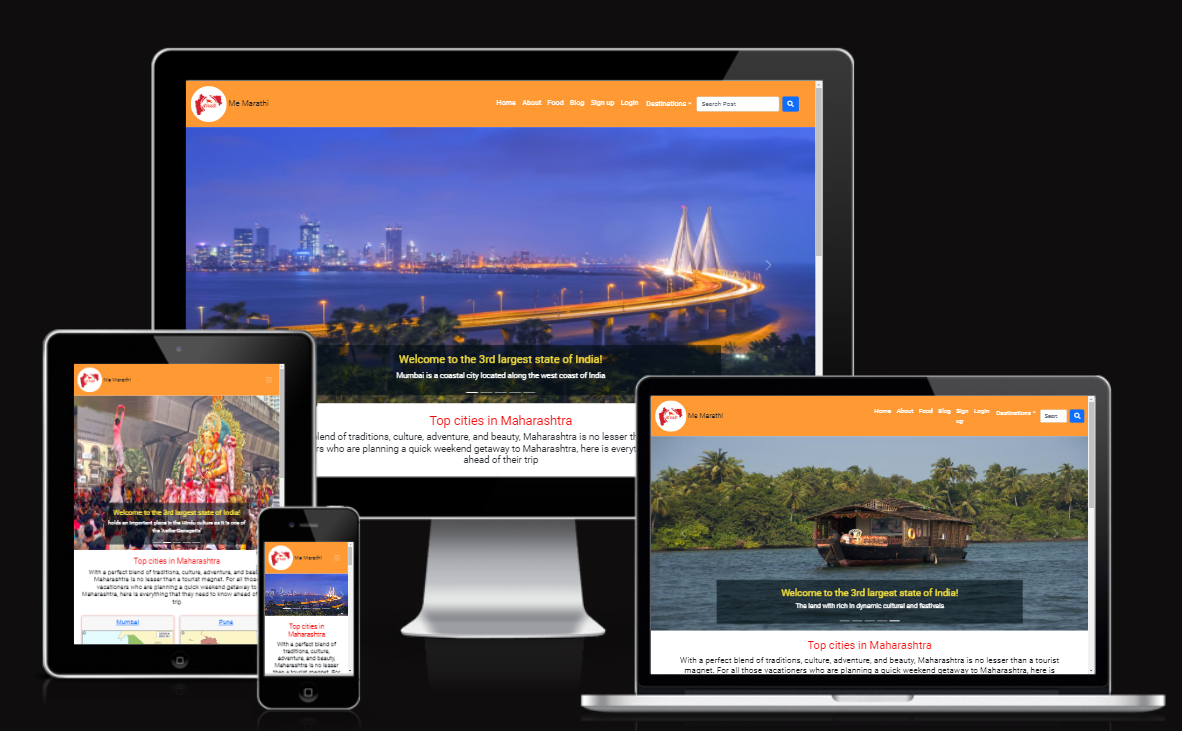 Me Marathi
Home About Food Blog Sign up Login Destinations Search Post
Welcome to the 3rd largest state of India!
Mumbai is a coastal city located along the west coast of India
Top cities in Maharashtra
lend of traditions, culture, adventure, and beauty, Maharashtra is no lesser th
rs who are planning a quick weekend getaway to Maharashtra, here is everyt
ahead of their trip
Me Marathi
Welcome to the 3rd largest state of India!
holds an important place in the Hindu culture as it is one of
the 'Ashta Ganapatis'
Top cities in Maharashtra
With a perfect blend of traditions, culture, adventure, and beau
Maharashtra is no lesser than a tourist magnet. For all those
vacationers who are planning a quick weekend getaway to
Maharashtra, here is everything that they need to know ahead of
trip
Mumbai Pune
Me Marathi
Top cities in
Maharashtra
With a perfect blend of
traditions, culture,
adventure, and beauty,
Maharashtra is no lesser
than a tourist magnet. For
Me Marathi
Home About Food Blog Sign
up Login Destinations Searc
Welcome to the 3rd largest state of India!
The land with rich in dynamic cultural and festivals
Top cities in Maharashtra
With a perfect blend of traditions, culture, adventure, and beauty, Maharashtra is no lesser than a tourist
magnet. For all those vacationers who are planning a quick weekend getaway to Maharashtra, here is